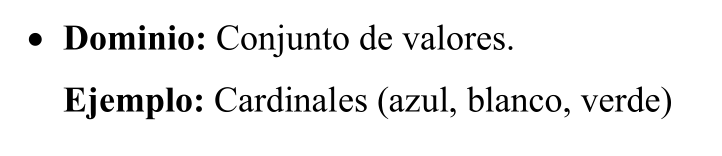 • Dominio: Conjunto de valores.
Ejemplo: Cardinales (azul, blanco, verde)